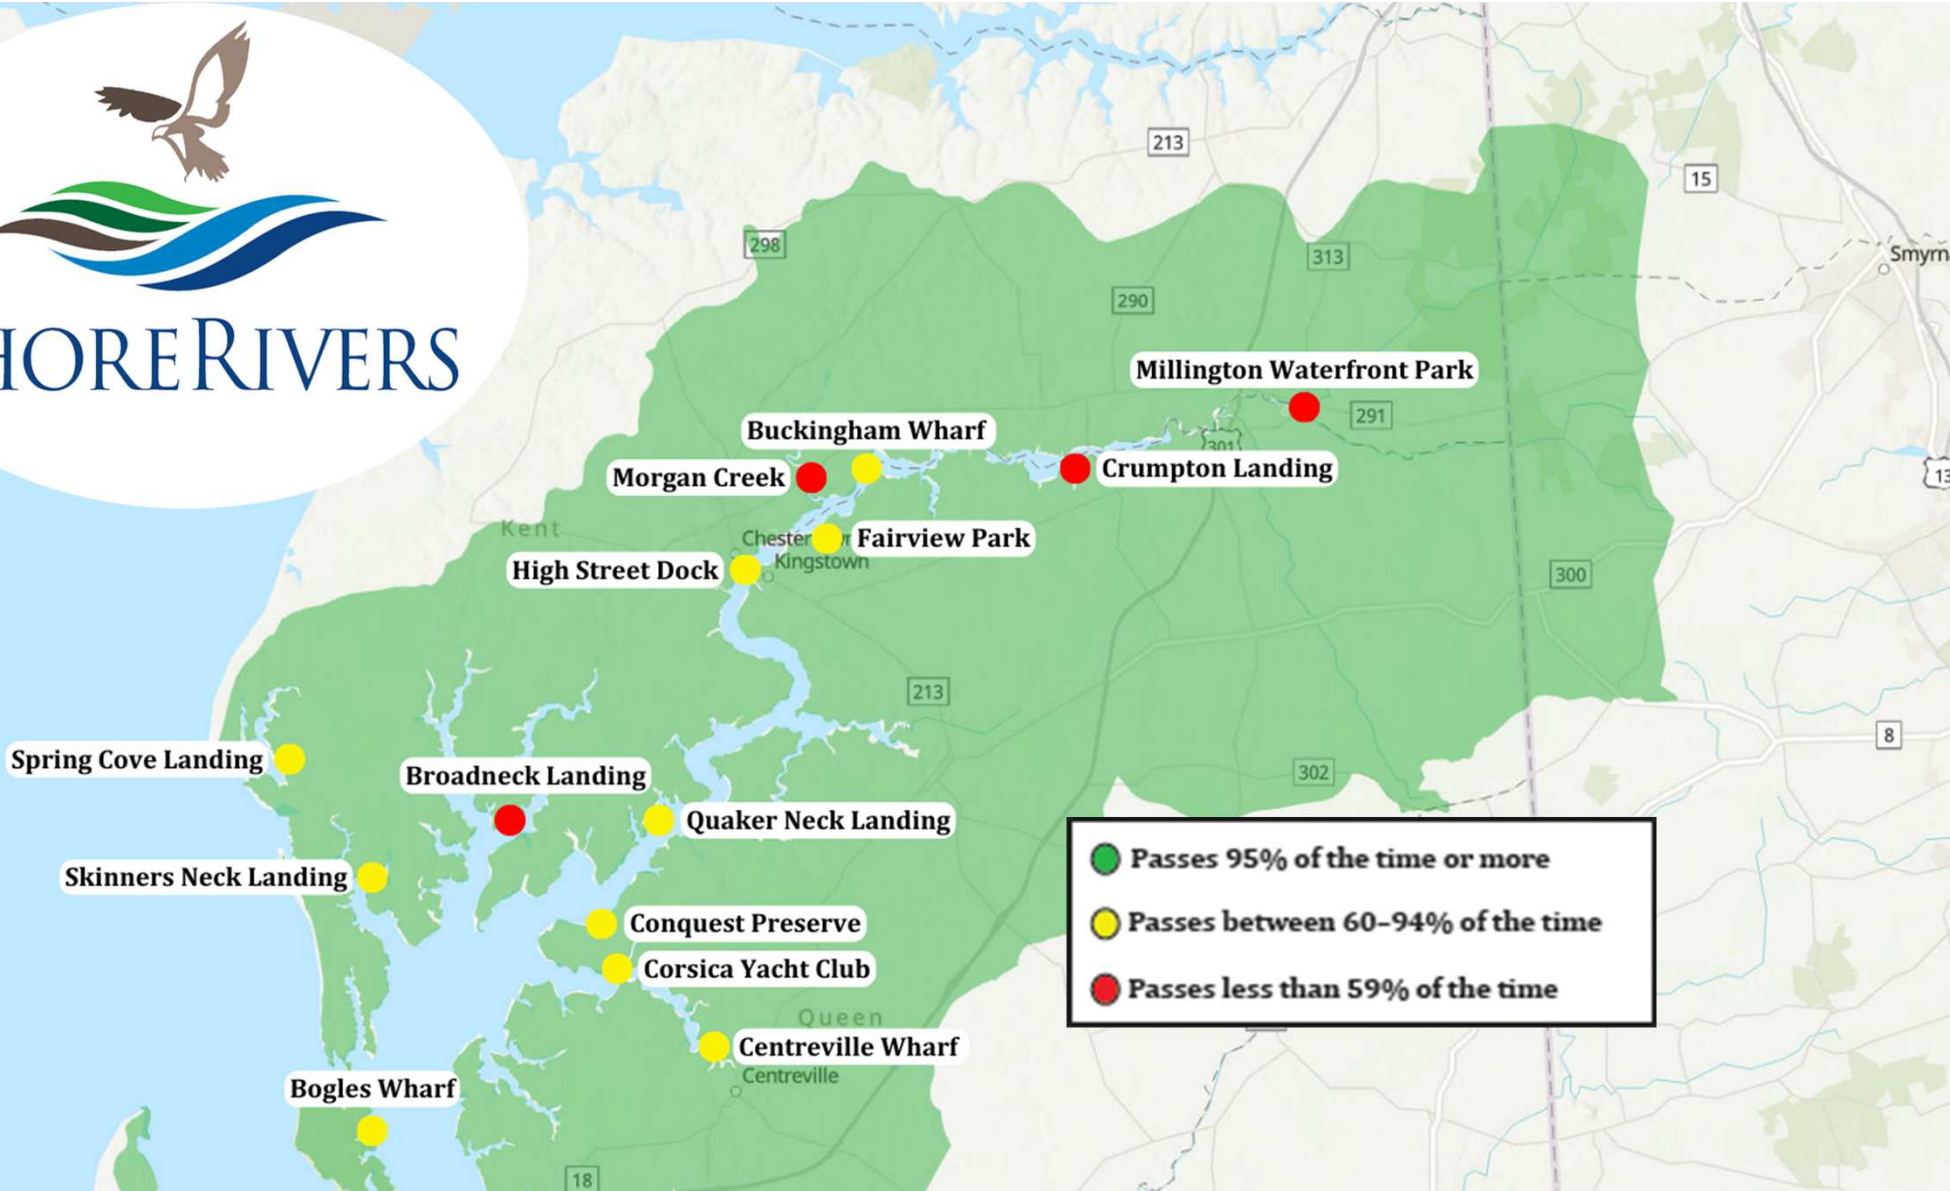 213
15
298
Smyrn
313
290
HORERIVERS
Millington Waterfront Park
291
Buckingham Wharf
301
Morgan Creek
Crumpton Landing
13
Kent
Chester
Fairview Park
Kingstown
High Street Dock
300
213
8
Spring Cove Landing
Broadneck Landing
302
Quaker Neck Landing
Passes 95% of the time or more
Skinners Neck Landing
Conquest Preserve
Passes between 60–94% of the time
Corsica Yacht Club
Passes less than 59% of the time
Queen
Centreville Wharf
Centreville
Bogles Wharf
18